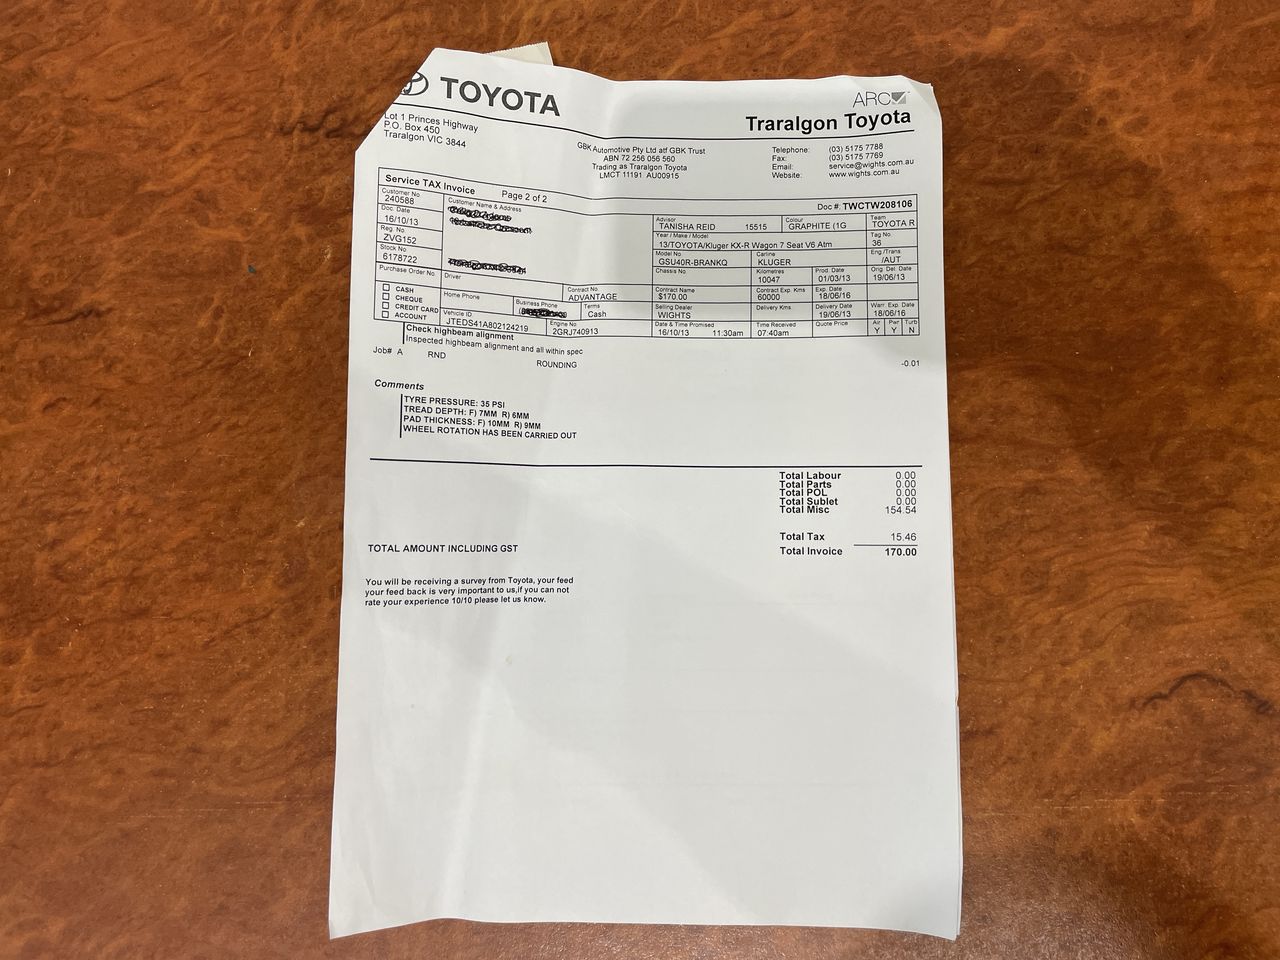 TOYOTA
ARC
Traralgon Toyota
Lot 1 Princes Highway
P.O. Box 450
Traralgon VIC 3844
GBK Automotive Pty Ltd atf GBK Trust
ABN 72 256 056 560
Trading as Traralgon Toyota
LMCT 11191 AU00915
Telephone: (03) 5175 7788
Fax: (03) 5175 7769
Email: service@wights.com.au
Website: www.wights.com.au
Service TAX Invoice Page 2 of 2
Doc #: TWCTW208106
Customer No.
240588
Customer Name & Address
Doc. Date
16/10/13
Reg. No.
ZVG152
Stock No
6178722
Purchase Order No
Driver
Advisor
TANISHA REID 15515
Colour
GRAPHITE (1G
Team
TOYOTA R
Year / Make / Model
13/TOYOTA/Kluger KX-R Wagon 7 Seat V6 Atm
Tag No.
36
Model No
GSU40R-BRANKQ
Carline
KLUGER
Eng /Trans.
/AUT
Chassis No.
Kilometres
10047
Prod. Date
01/03/13
Orig. Del. Date
19/06/13
CASH
CHEQUE
CREDIT CARD
ACCOUNT
Home Phone
Business Phone
Contract No.
ADVANTAGE
Terms
Cash
Contract Name
$170.00
Contract Exp. Kms
60000
Exp. Date
18/06/16
Selling Dealer
WIGHTS
Delivery Kms
Delivery Date
19/06/13
Warr. Exp. Date
18/06/16
Vehicle ID
JTEDS41A802124219
Engine No.
2GRJ740913
Date & Time Promised
16/10/13 11:30am
Time Received
07:40am
Quote Price
Air Pwr Turb
Y Y N
Check highbeam alignment
Inspected highbeam alignment and all within spec
Job# A RND ROUNDING -0.01
Comments
TYRE PRESSURE: 35 PSI
TREAD DEPTH: F) 7MM R) 6MM
PAD THICKNESS: F) 10MM R) 9MM
WHEEL ROTATION HAS BEEN CARRIED OUT
Total Labour 0.00
Total Parts 0.00
Total POL 0.00
Total Sublet 0.00
Total Misc 154.54
Total Tax 15.46
TOTAL AMOUNT INCLUDING GST Total Invoice 170.00
You will be receiving a survey from Toyota, your feed
your feed back is very important to us,if you can not
rate your experience 10/10 please let us know.